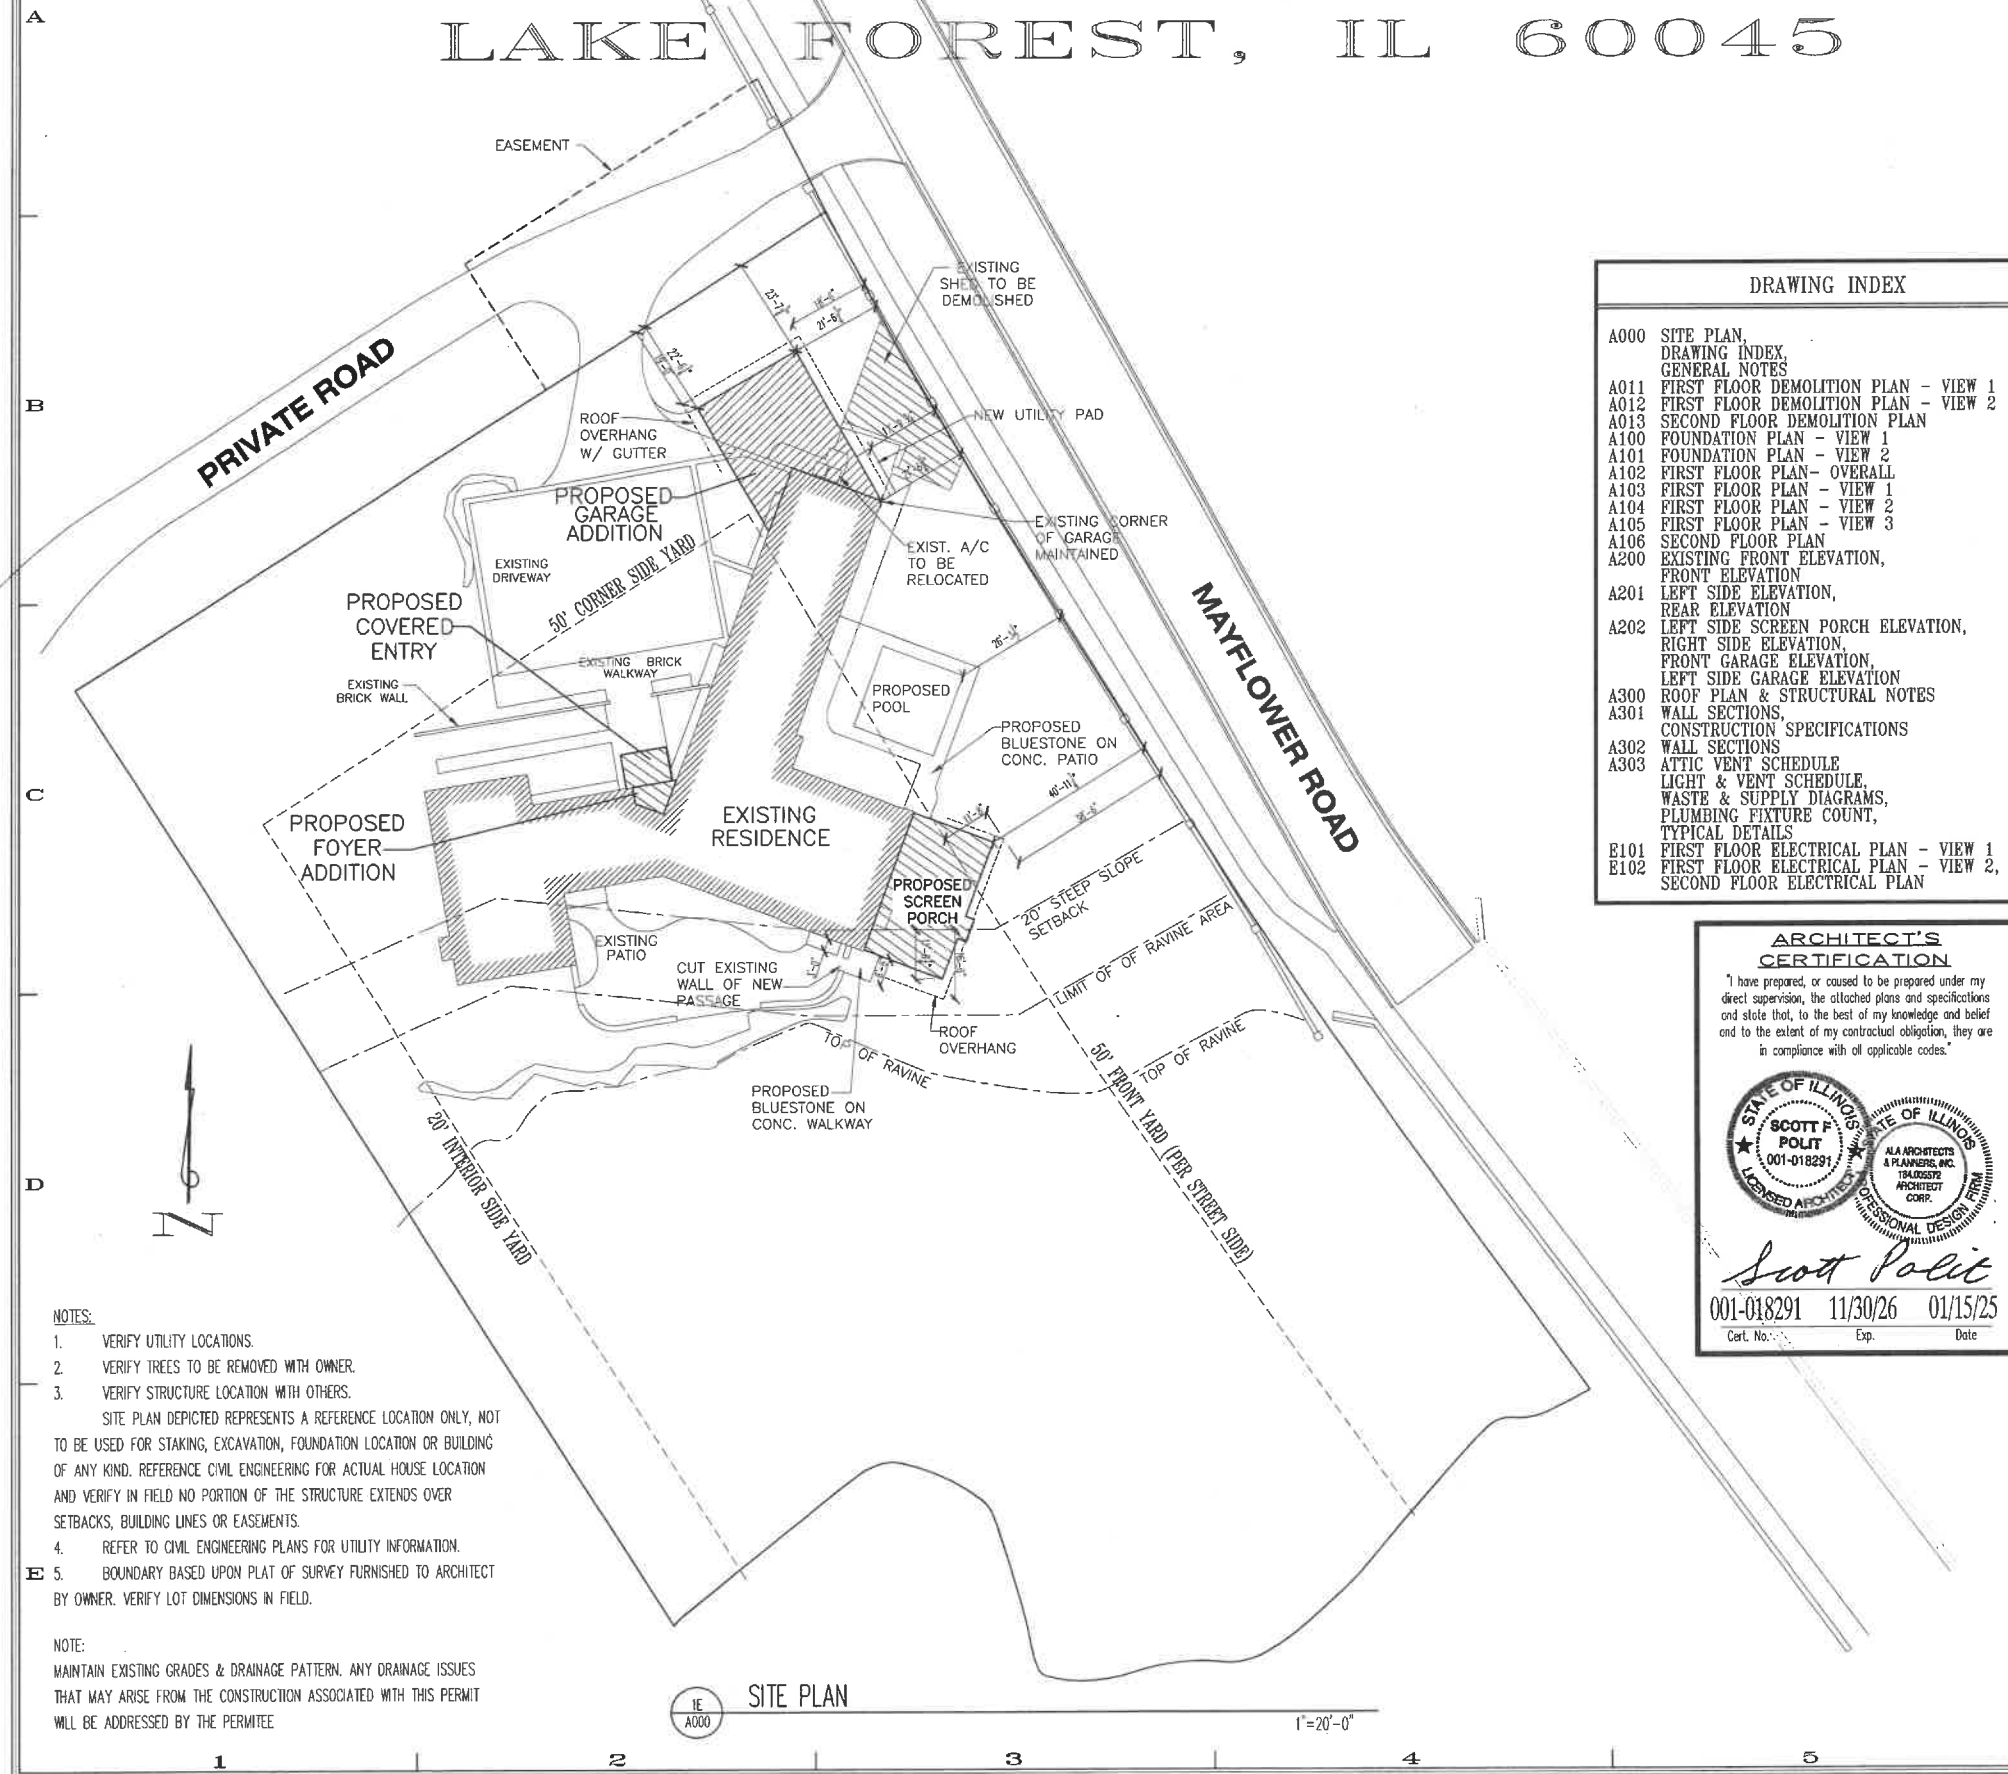 A
LAKE FOREST, IL 60045
EASEMENT
EXISTING
SHED TO BE
DEMOLISHED
23'-7
18'-6"
21'-6
22'-0
PRIVATE ROAD
B
ROOF
OVERHANG
W/ GUTTER
NEW UTILITY PAD
PROPOSED
GARAGE
ADDITION
EXISTING CORNER
OF GARAGE
MAINTAINED
EXIST. A/C
TO BE
RELOCATED
EXISTING
DRIVEWAY
50' CORNER SIDE YARD
PROPOSED
COVERED
ENTRY
EXISTING BRICK
WALKWAY
EXISTING
BRICK WALL
PROPOSED
POOL
PROPOSED
BLUESTONE ON
CONC. PATIO
MAYFLOWER ROAD
C
PROPOSED
FOYER
ADDITION
EXISTING
RESIDENCE
PROPOSED
SCREEN
PORCH
20' STEEP SLOPE
SETBACK
LIMIT OF OF RAVINE AREA
EXISTING
PATIO
CUT EXISTING
WALL OF NEW
PASSAGE
ROOF
OVERHANG
TOP OF RAVINE
TOP OF RAVINE
PROPOSED
BLUESTONE ON
CONC. WALKWAY
50' FRONT YARD (PER STREET SIDE)
20' INTERIOR SIDE YARD
N
D
DRAWING INDEX
A000 SITE PLAN,
DRAWING INDEX,
GENERAL NOTES
A011 FIRST FLOOR DEMOLITION PLAN - VIEW 1
A012 FIRST FLOOR DEMOLITION PLAN - VIEW 2
A013 SECOND FLOOR DEMOLITION PLAN
A100 FOUNDATION PLAN - VIEW 1
A101 FOUNDATION PLAN - VIEW 2
A102 FIRST FLOOR PLAN- OVERALL
A103 FIRST FLOOR PLAN - VIEW 1
A104 FIRST FLOOR PLAN - VIEW 2
A105 FIRST FLOOR PLAN - VIEW 3
A106 SECOND FLOOR PLAN
A200 EXISTING FRONT ELEVATION,
FRONT ELEVATION
A201 LEFT SIDE ELEVATION,
REAR ELEVATION
A202 LEFT SIDE SCREEN PORCH ELEVATION,
RIGHT SIDE ELEVATION,
FRONT GARAGE ELEVATION,
LEFT SIDE GARAGE ELEVATION
A300 ROOF PLAN & STRUCTURAL NOTES
A301 WALL SECTIONS,
CONSTRUCTION SPECIFICATIONS
A302 WALL SECTIONS
A303 ATTIC VENT SCHEDULE
LIGHT & VENT SCHEDULE,
WASTE & SUPPLY DIAGRAMS,
PLUMBING FIXTURE COUNT,
TYPICAL DETAILS
E101 FIRST FLOOR ELECTRICAL PLAN - VIEW 1
E102 FIRST FLOOR ELECTRICAL PLAN - VIEW 2,
SECOND FLOOR ELECTRICAL PLAN
ARCHITECT'S
CERTIFICATION
"I have prepared, or caused to be prepared under my
direct supervision, the attached plans and specifications
and state that, to the best of my knowledge and belief
and to the extent of my contractual obligation, they are
in compliance with all applicable codes."
STATE OF ILLINOIS
SCOTT F
POLIT
001-018291
LICENSED ARCHITECT
STATE OF ILLINOIS
ALA ARCHITECTS
& PLANNERS, INC.
184.005572
ARCHITECT
CORP.
PROFESSIONAL DESIGN FIRM
Scott Polit
001-018291 11/30/26 01/15/25
Cert. No. Exp. Date
NOTES:
1. VERIFY UTILITY LOCATIONS.
2. VERIFY TREES TO BE REMOVED WITH OWNER.
3. VERIFY STRUCTURE LOCATION WITH OTHERS.
SITE PLAN DEPICTED REPRESENTS A REFERENCE LOCATION ONLY, NOT
TO BE USED FOR STAKING, EXCAVATION, FOUNDATION LOCATION OR BUILDING
OF ANY KIND. REFERENCE CIVIL ENGINEERING FOR ACTUAL HOUSE LOCATION
AND VERIFY IN FIELD NO PORTION OF THE STRUCTURE EXTENDS OVER
SETBACKS, BUILDING LINES OR EASEMENTS.
4. REFER TO CIVIL ENGINEERING PLANS FOR UTILITY INFORMATION.
E
5. BOUNDARY BASED UPON PLAT OF SURVEY FURNISHED TO ARCHITECT
BY OWNER. VERIFY LOT DIMENSIONS IN FIELD.
NOTE:
MAINTAIN EXISTING GRADES & DRAINAGE PATTERN. ANY DRAINAGE ISSUES
THAT MAY ARISE FROM THE CONSTRUCTION ASSOCIATED WITH THIS PERMIT
WILL BE ADDRESSED BY THE PERMITEE
1E
A000
SITE PLAN
1"=20'-0"
1 2 3 4 5